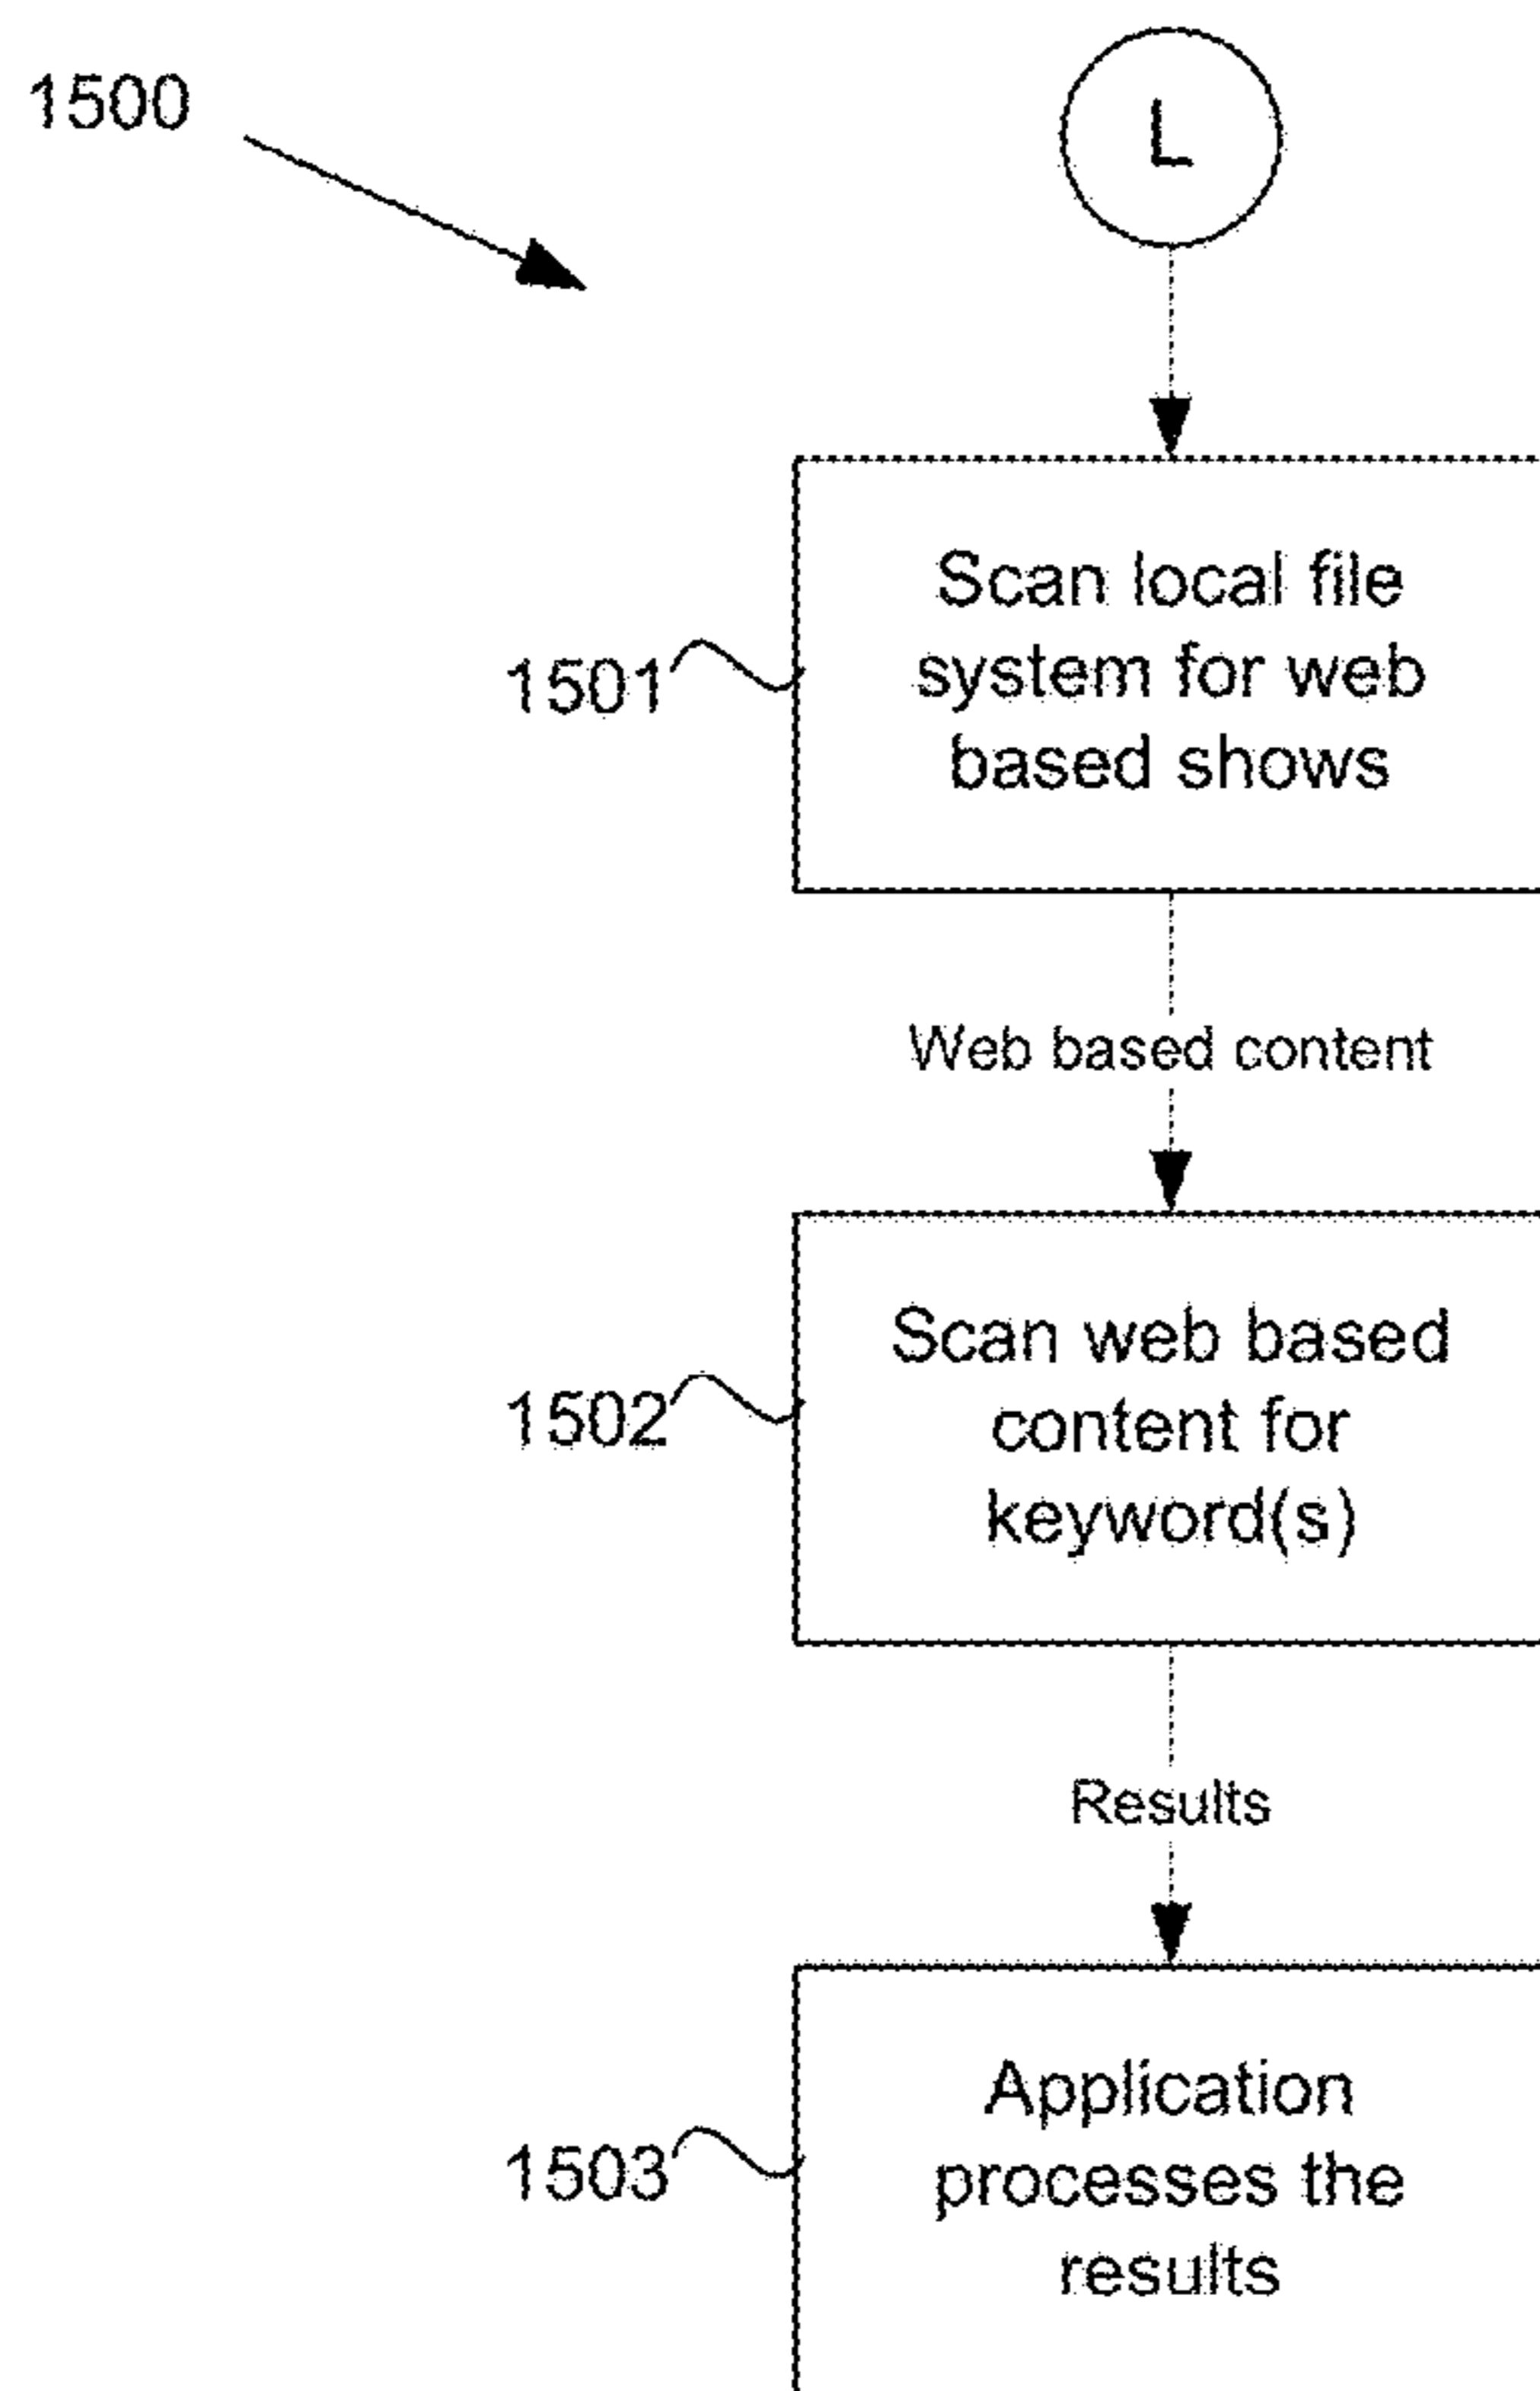 1500
L
1501
Scan local file
system for web
based shows
Web based content
1502
Scan web based
content for
keyword(s)
Results
1503
Application
processes the
results